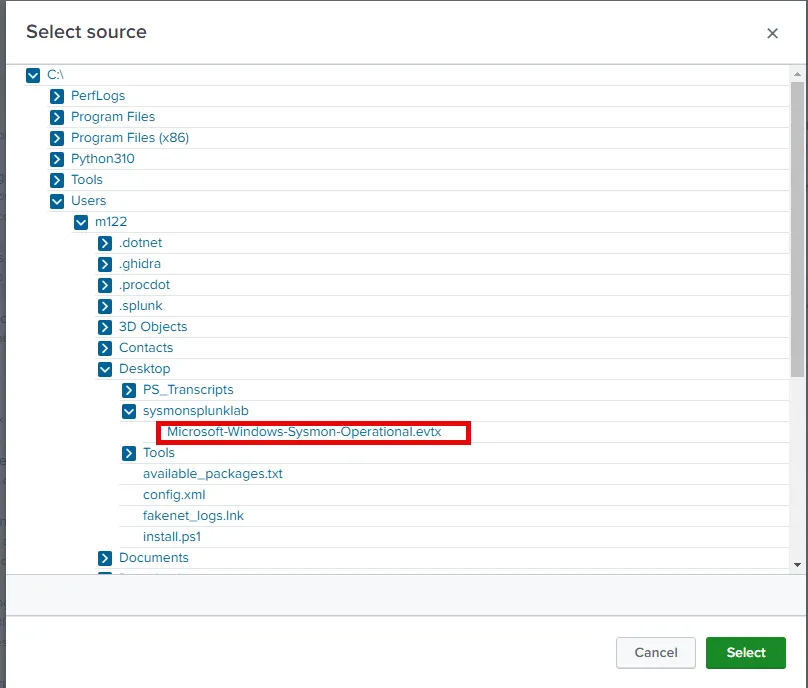 Select source
C:\
PerfLogs
Program Files
Program Files (x86)
Python310
Tools
Users
m122
.dotnet
.ghidra
.procdot
.splunk
3D Objects
Contacts
Desktop
PS_Transcripts
sysmonsplunklab
Microsoft-Windows-Sysmon-Operational.evtx
Tools
available_packages.txt
config.xml
fakenet_logs.lnk
install.ps1
Documents
Cancel
Select